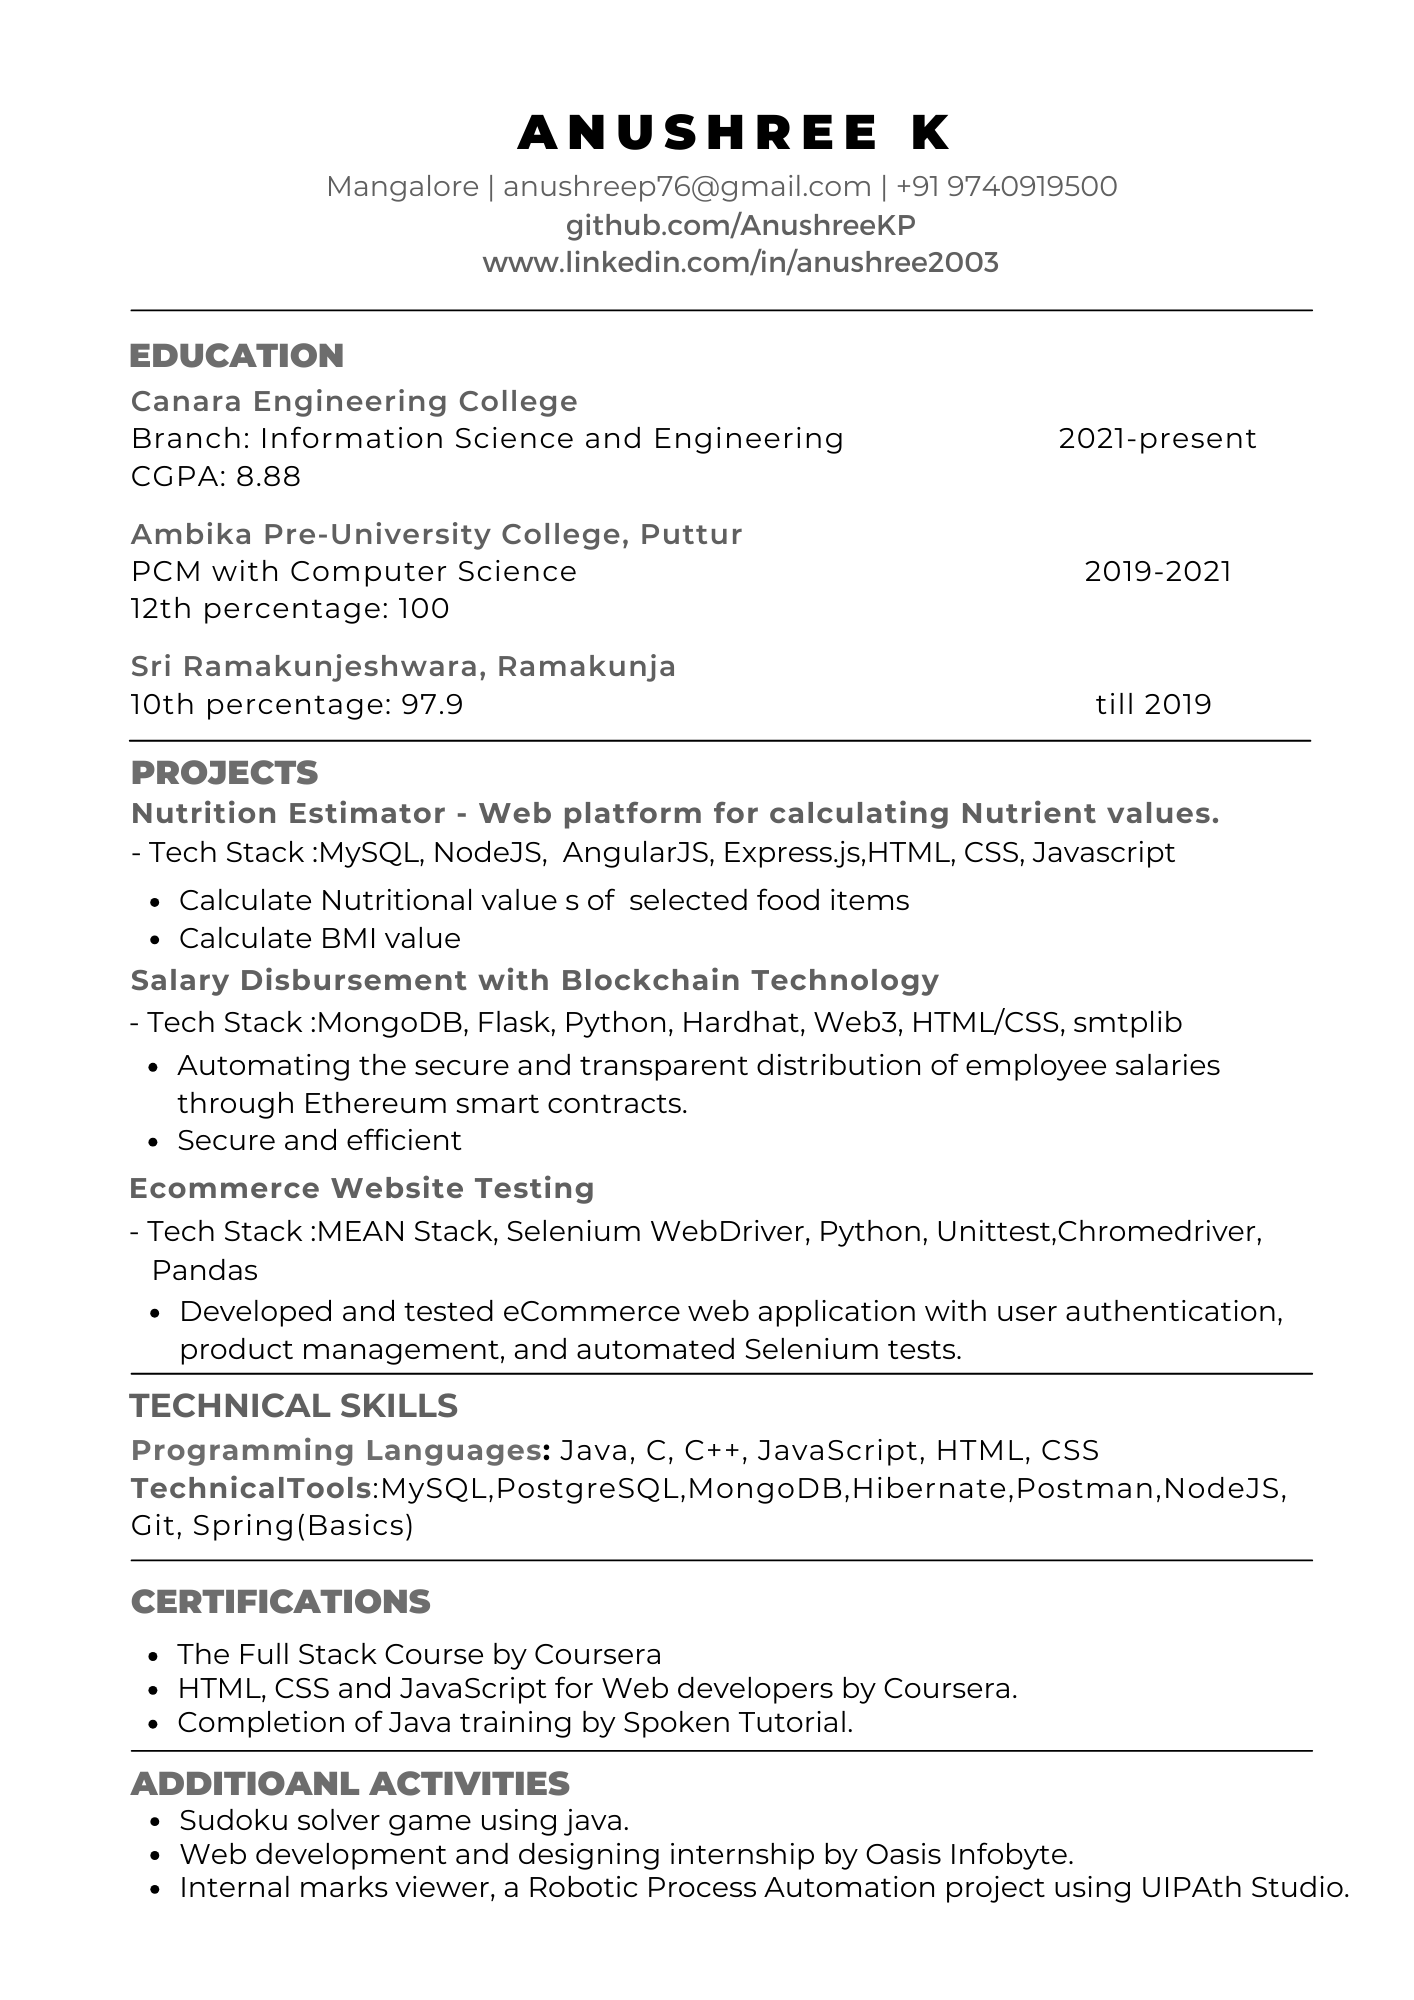 ANUSHREE K
Mangalore | anushreep76@gmail.com | +91 9740919500
github.com/AnushreeKP
www.linkedin.com/in/anushree2003
EDUCATION
Canara Engineering College
Branch: Information Science and Engineering 2021-present
CGPA: 8.88
Ambika Pre-University College, Puttur
PCM with Computer Science 2019-2021
12th percentage: 100
Sri Ramakunjeshwara, Ramakunja
10th percentage: 97.9 till 2019
PROJECTS
Nutrition Estimator - Web platform for calculating Nutrient values.
- Tech Stack :MySQL, NodeJS,  AngularJS, Express.js,HTML, CSS, Javascript
• Calculate Nutritional value s of  selected food items
• Calculate BMI value
Salary Disbursement with Blockchain Technology
- Tech Stack :MongoDB, Flask, Python, Hardhat, Web3, HTML/CSS, smtplib
• Automating the secure and transparent distribution of employee salaries
through Ethereum smart contracts.
• Secure and efficient
Ecommerce Website Testing
- Tech Stack :MEAN Stack, Selenium WebDriver, Python, Unittest,Chromedriver,
Pandas
• Developed and tested eCommerce web application with user authentication,
product management, and automated Selenium tests.
TECHNICAL SKILLS
Programming Languages: Java, C, C++, JavaScript, HTML, CSS
TechnicalTools:MySQL,PostgreSQL,MongoDB,Hibernate,Postman,NodeJS,
Git, Spring(Basics)
CERTIFICATIONS
• The Full Stack Course by Coursera
• HTML, CSS and JavaScript for Web developers by Coursera.
• Completion of Java training by Spoken Tutorial.
ADDITIOANL ACTIVITIES
• Sudoku solver game using java.
• Web development and designing internship by Oasis Infobyte.
• Internal marks viewer, a Robotic Process Automation project using UIPAth Studio.